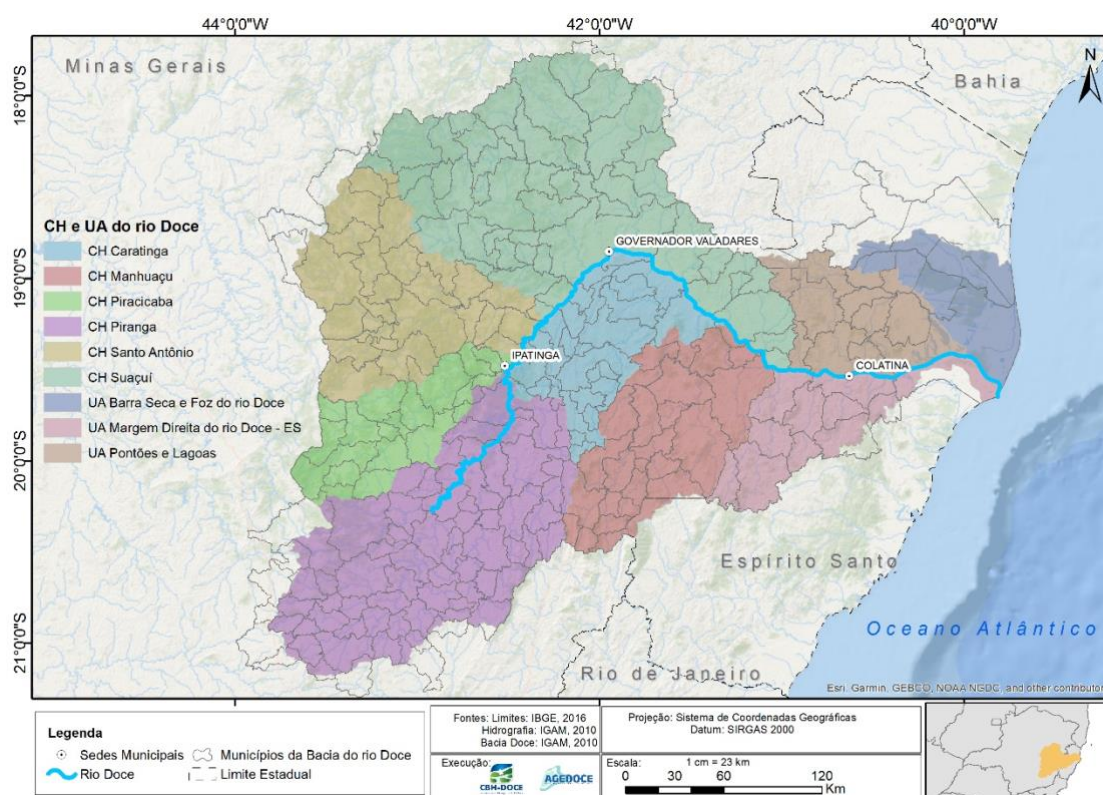 44°0'0"W
42°0'0"W
40°0'0"W
18°0'0"S
19°0'0"S
20°0'0"S
21°0'0"S
Minas Gerais
Bahia
N
CH e UA do rio Doce
CH Caratinga
CH Manhuaçu
CH Piracicaba
CH Piranga
CH Santo Antônio
CH Suaçuí
UA Barra Seca e Foz do rio Doce
UA Margem Direita do rio Doce - ES
UA Pontões e Lagoas
GOVERNADOR VALADARES
IPATINGA
COLATINA
Espírito Santo
Oceano Atlântico
Rio de Janeiro
Esri, Garmin, GEBCO, NOAA NGDC, and other contributor
Legenda
Sedes Municipais
Municípios da Bacia do rio Doce
Rio Doce
Limite Estadual
Fontes: Limites: IBGE, 2016
Hidrografia: IGAM, 2010
Bacia Doce: IGAM, 2010
Execução:
CBH-DOCE
AGEDOCE
Projeção: Sistema de Coordenadas Geográficas
Datum: SIRGAS 2000
Escala:
1 cm = 23 km
0 30 60 120
Km